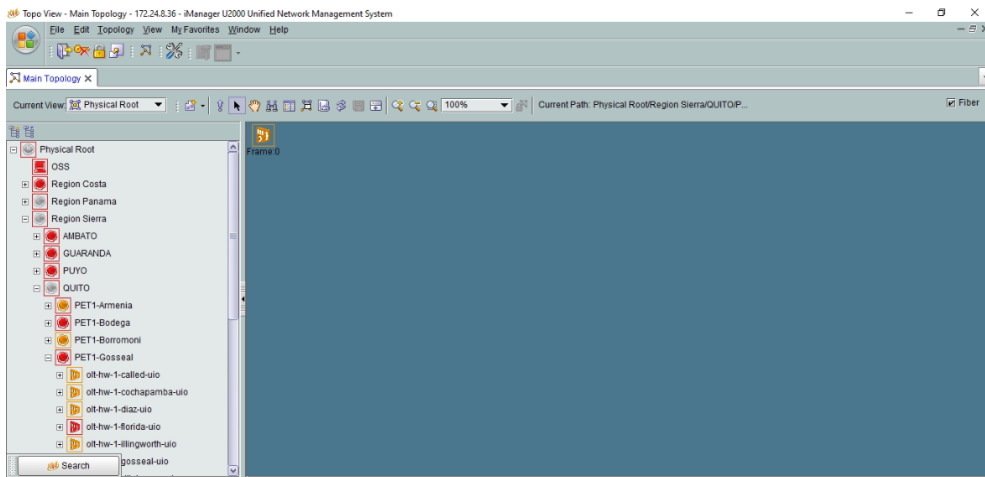 Topo View - Main Topology - 172.24.8.36 - iManager U2000 Unified Network Management System
File Edit Topology View My Favorites Window Help
Main Topology
Current View: Physical Root
100%
Current Path: Physical Root/Region Sierra/QUITO/P...
Fiber
Physical Root
OSS
Region Costa
Region Panama
Region Sierra
AMBATO
GUARANDA
PUYO
QUITO
PET1-Armenia
PET1-Bodega
PET1-Borromoni
PET1-Gosseal
olt-hw-1-called-uio
olt-hw-1-cochapamba-uio
olt-hw-1-diaz-uio
olt-hw-1-florida-uio
olt-hw-1-illingworth-uio
gosseal-uio
Search
Frame:0